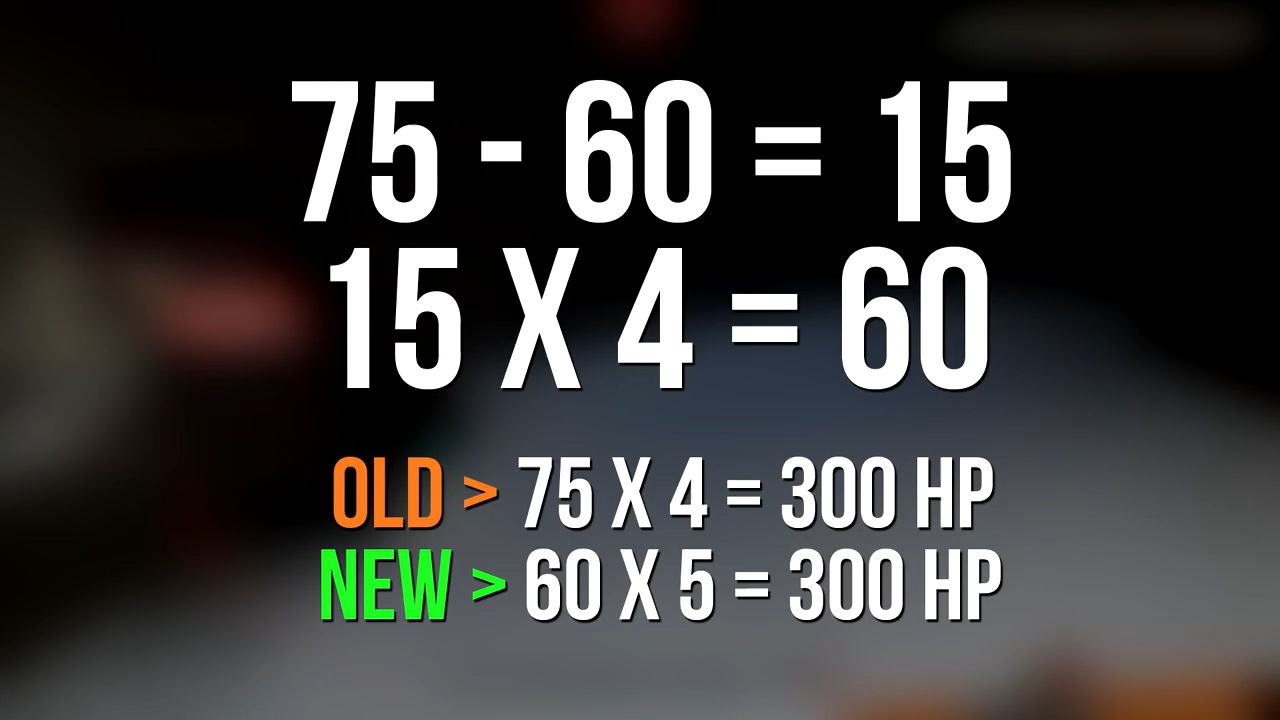 75 - 60 = 15
15 X 4 = 60
OLD > 75 X 4 = 300 HP
NEW > 60 X 5 = 300 HP